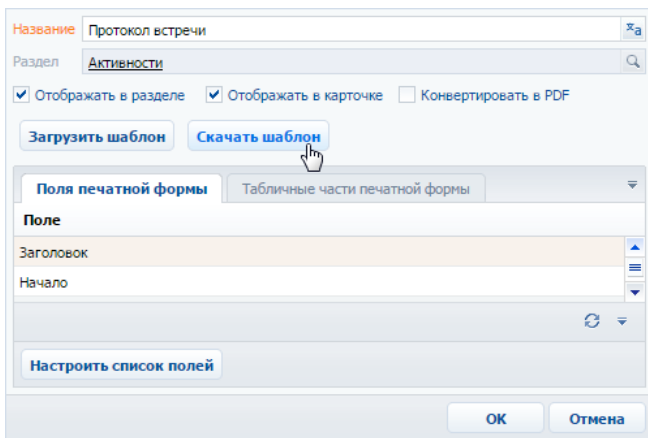 Название Протокол встречи
Раздел Активности
Отображать в разделе Отображать в карточке Конвертировать в PDF
Загрузить шаблон Скачать шаблон
Поля печатной формы Табличные части печатной формы
Поле
Заголовок
Начало
Настроить список полей
ОК Отмена